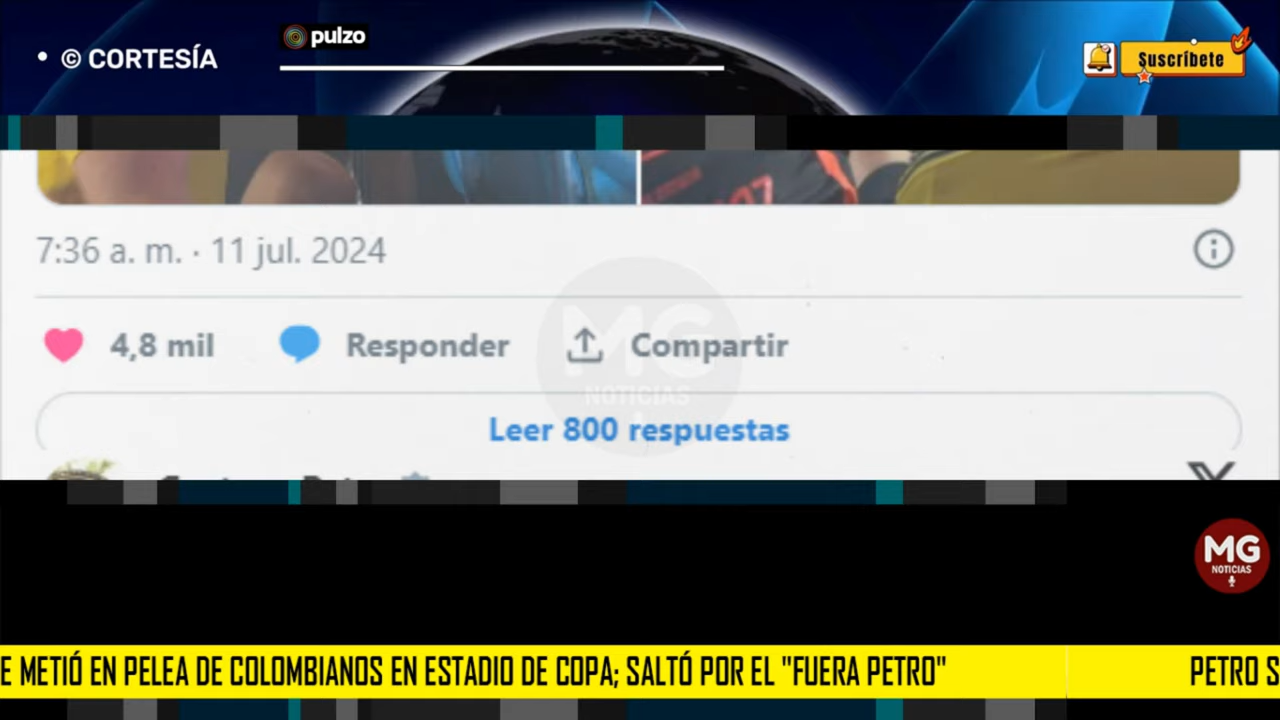 • © CORTESÍA
pulzo
Suscríbete
7:36 a. m. · 11 jul. 2024
4,8 mil
Responder
Compartir
MG
NOTICIAS
Leer 800 respuestas
MG
NOTICIAS
E METIÓ EN PELEA DE COLOMBIANOS EN ESTADIO DE COPA; SALTÓ POR EL "FUERA PETRO"
PETRO S